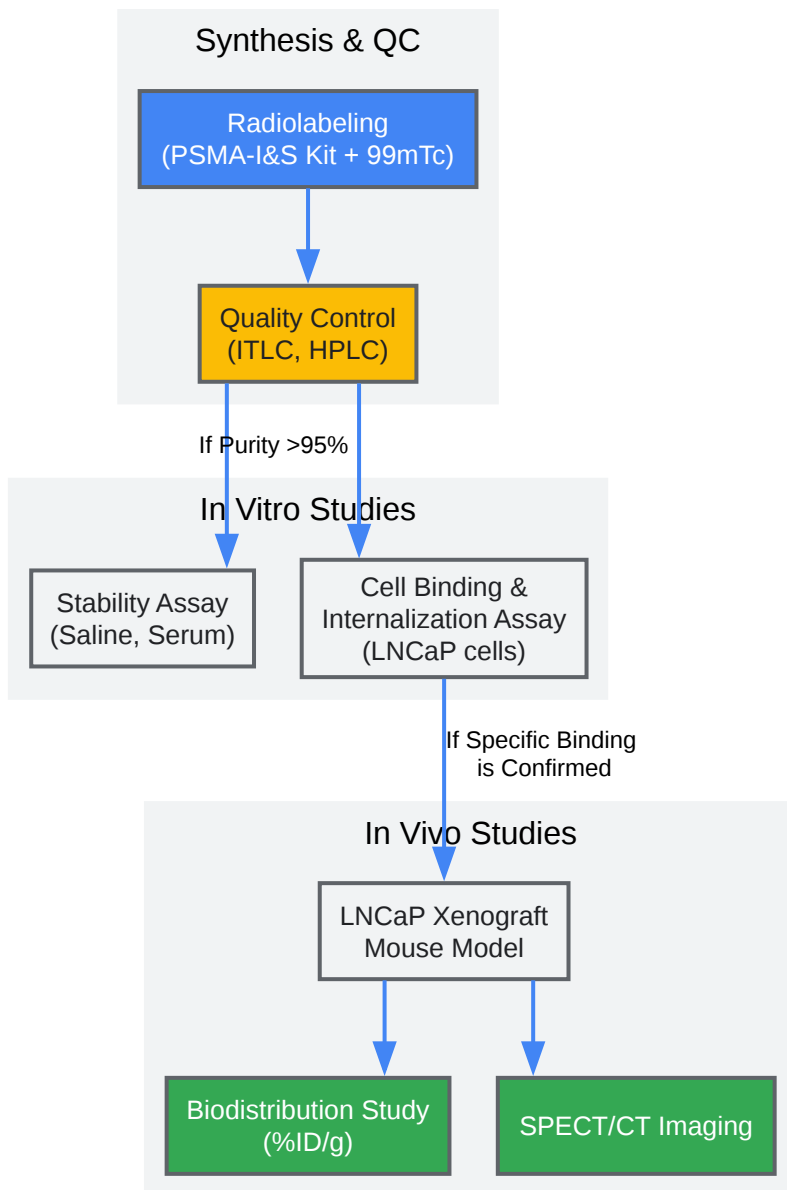 Synthesis & QC
Radiolabeling
(PSMA-I&S Kit + 99mTc)
Quality Control
(ITLC, HPLC)
If Purity >95%
In Vitro Studies
Stability Assay
(Saline, Serum)
Cell Binding &
Internalization Assay
(LNCaP cells)
If Specific Binding
is Confirmed
In Vivo Studies
LNCaP Xenograft
Mouse Model
Biodistribution Study
(%ID/g)
SPECT/CT Imaging